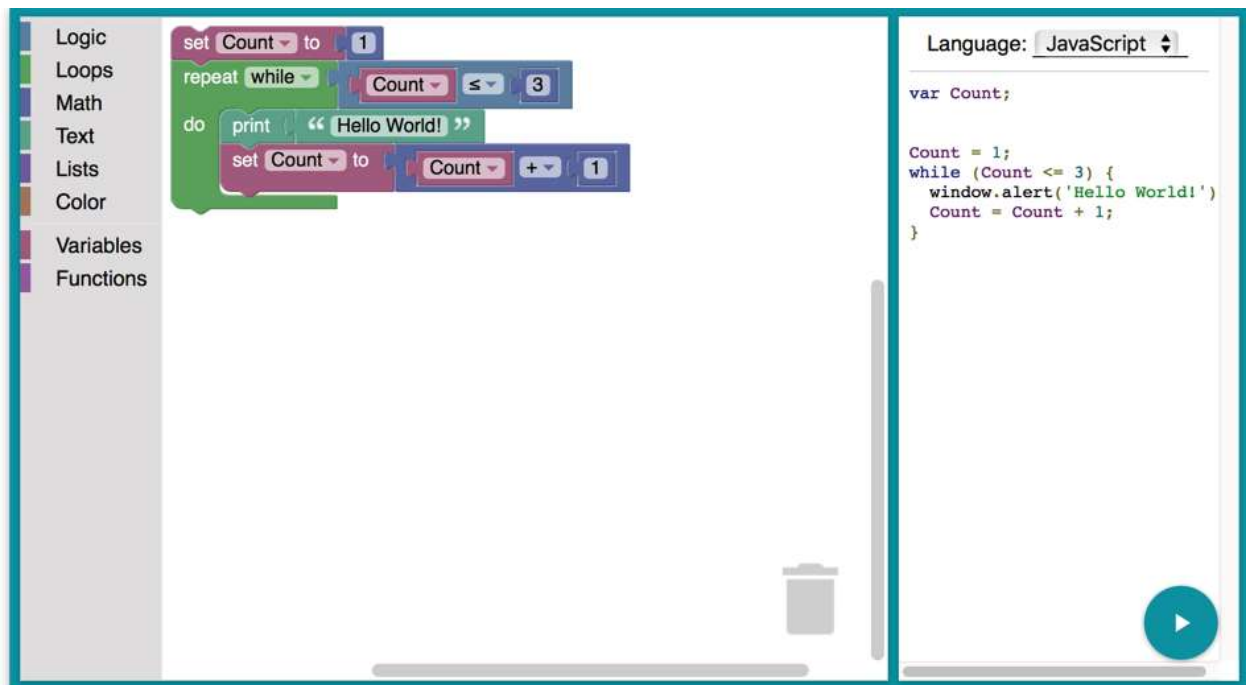 Logic
Loops
Math
Text
Lists
Color
Variables
Functions
set Count to 1
repeat while Count ≤ 3
do print “ Hello World! ”
set Count to Count + 1
Language: JavaScript
var Count;
Count = 1;
while (Count <= 3) {
window.alert('Hello World!')
Count = Count + 1;
}